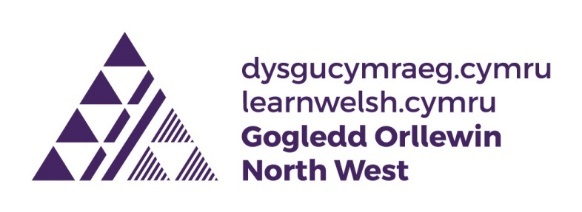 dysgucymraeg.cymru
learnwelsh.cymru
Gogledd Orllewin
North West